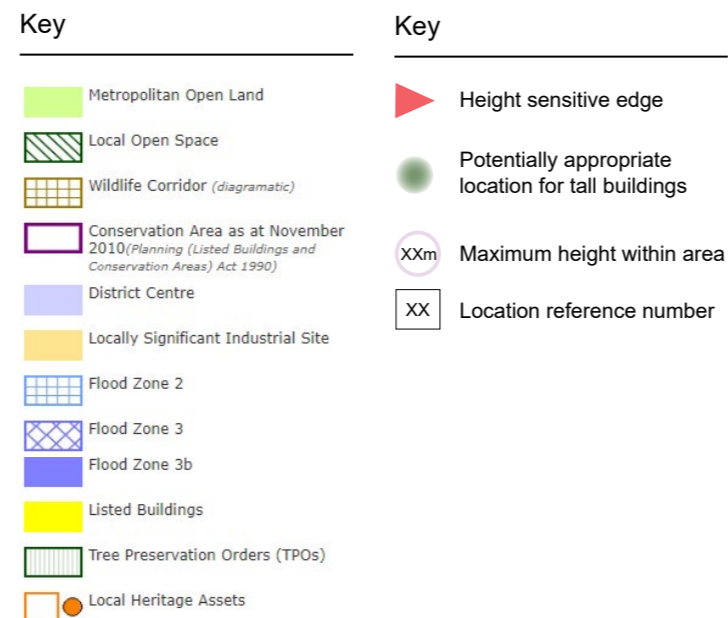 Key
Metropolitan Open Land
Local Open Space
Wildlife Corridor (diagramatic)
Conservation Area as at November
2010(Planning (Listed Buildings and
Conservation Areas) Act 1990)
District Centre
Locally Significant Industrial Site
Flood Zone 2
Flood Zone 3
Flood Zone 3b
Listed Buildings
Tree Preservation Orders (TPOs)
Local Heritage Assets
Key
Height sensitive edge
Potentially appropriate
location for tall buildings
XXm Maximum height within area
XX Location reference number